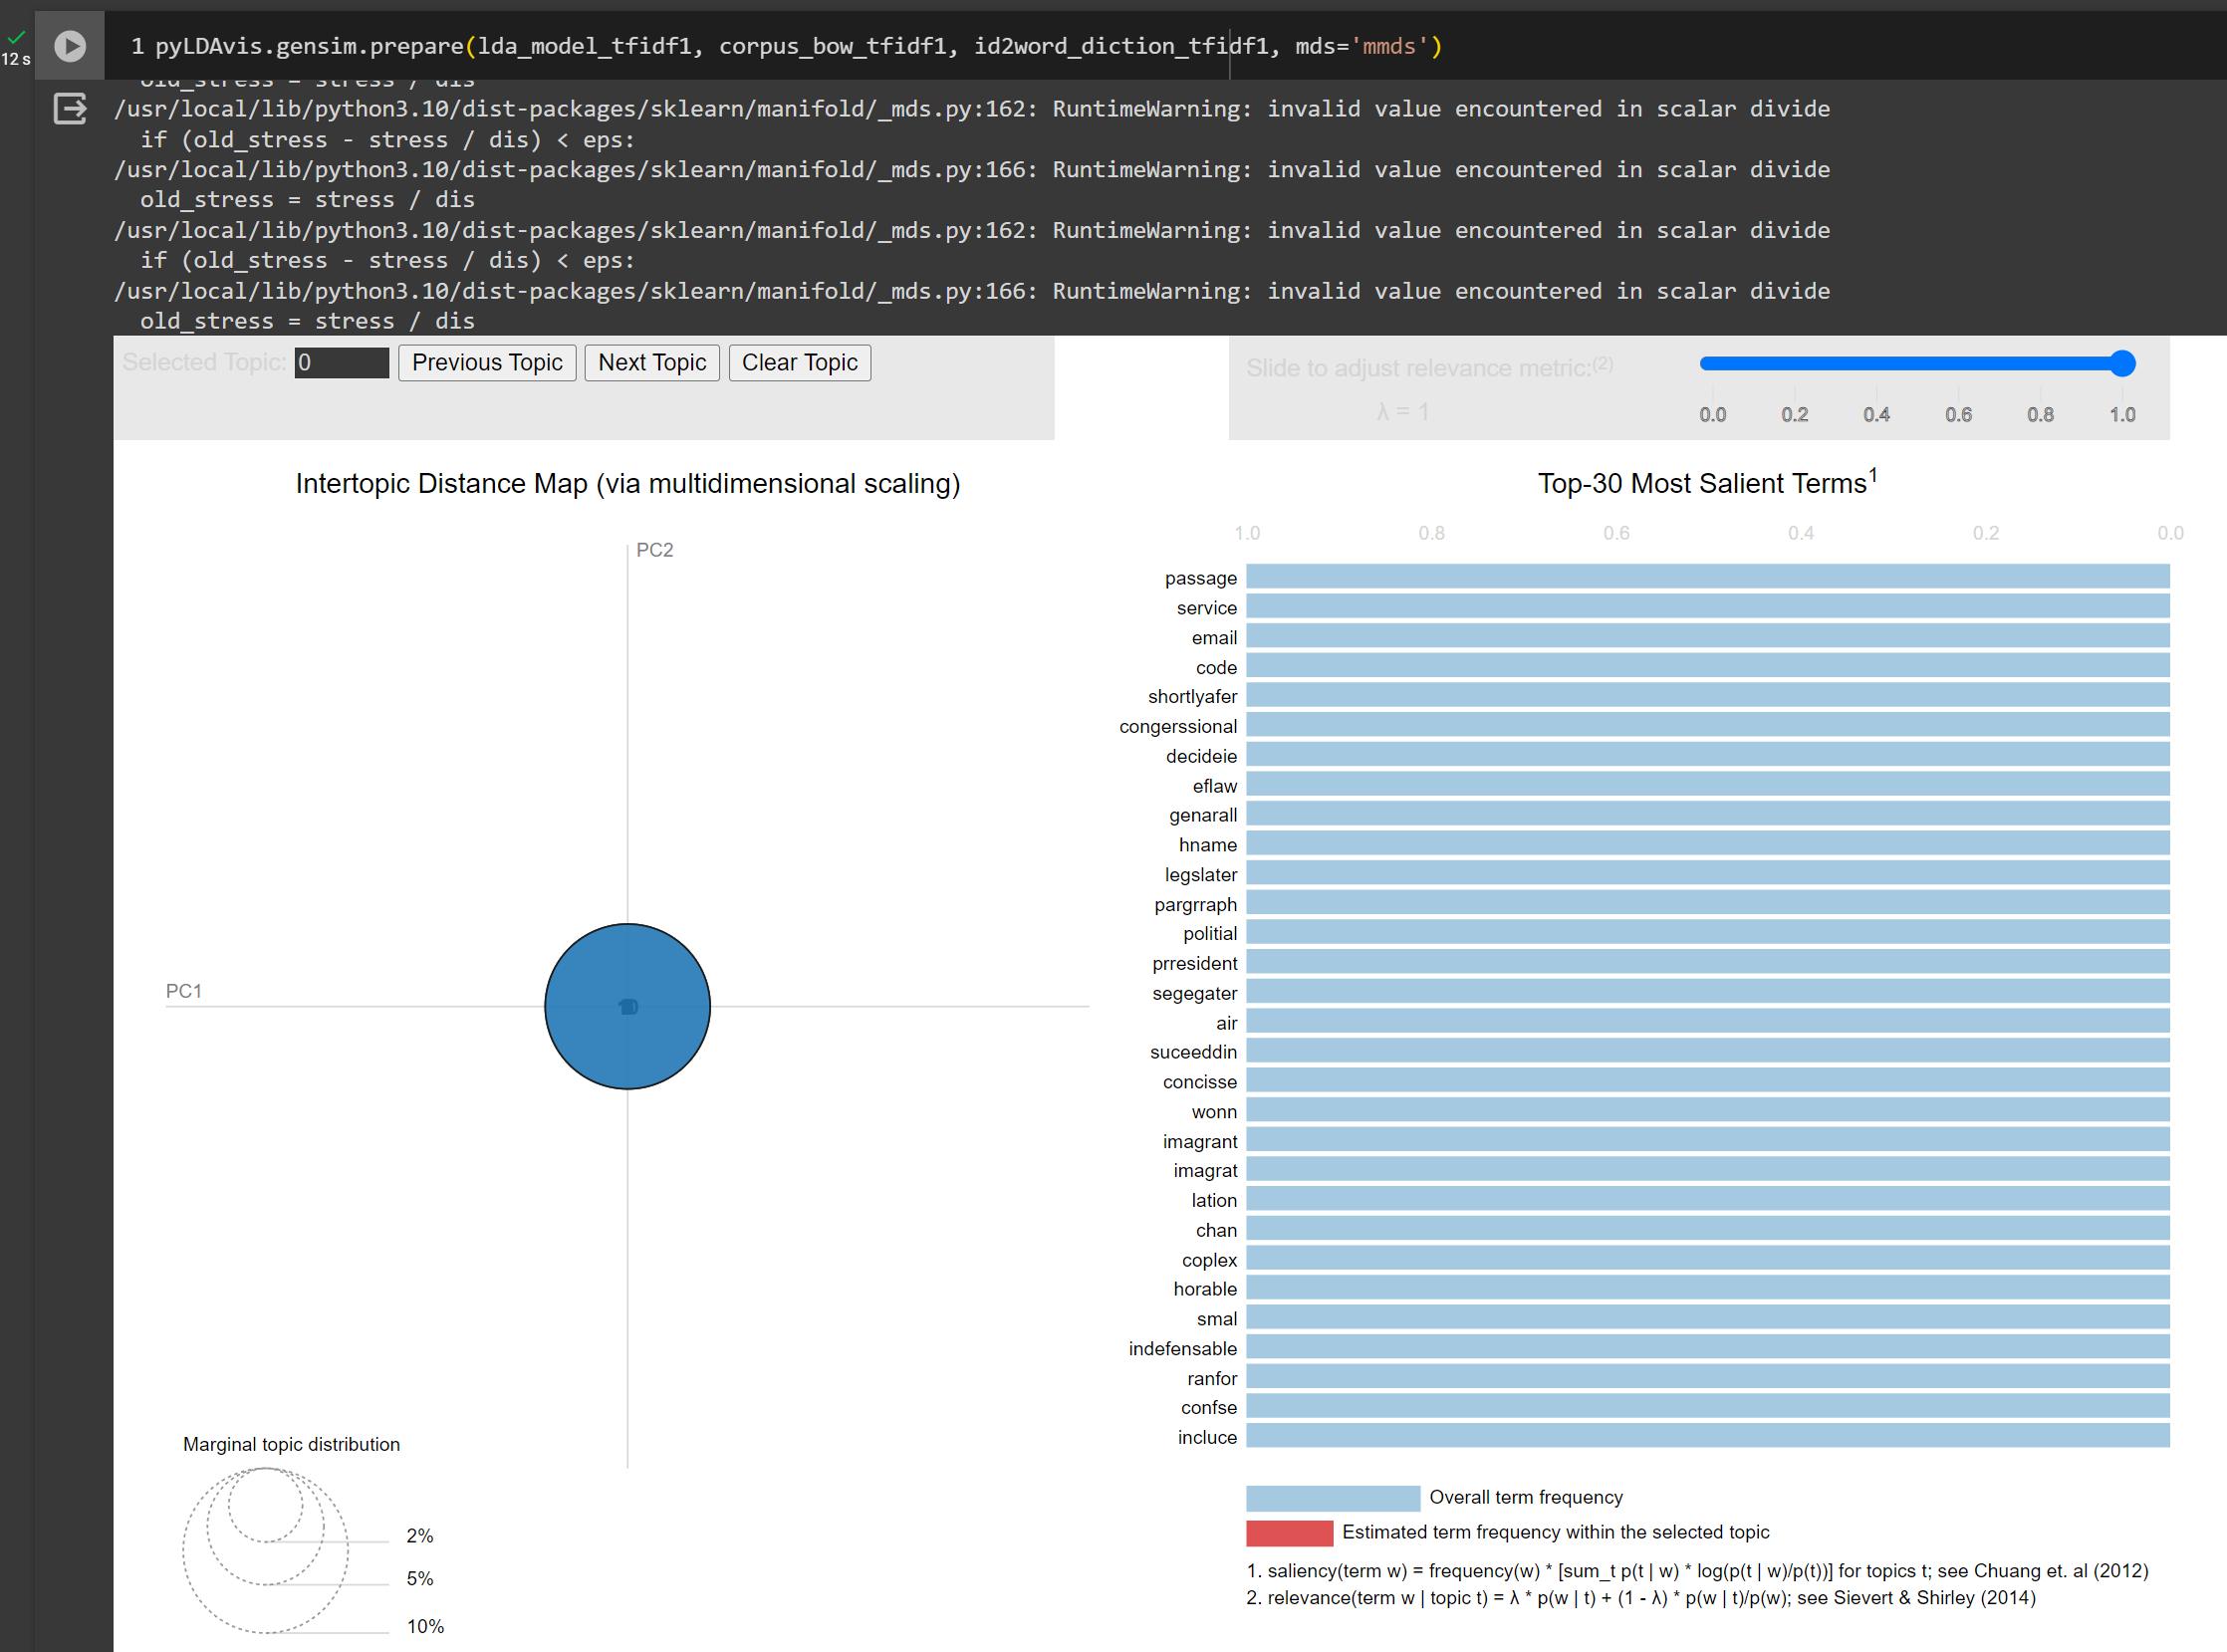 12 s
1 pyLDAvis.gensim.prepare(lda_model_tfidf1, corpus_bow_tfidf1, id2word_diction_tfidf1, mds='mmds')
old_stress = stress / dis
/usr/local/lib/python3.10/dist-packages/sklearn/manifold/_mds.py:162: RuntimeWarning: invalid value encountered in scalar divide
if (old_stress - stress / dis) < eps:
/usr/local/lib/python3.10/dist-packages/sklearn/manifold/_mds.py:166: RuntimeWarning: invalid value encountered in scalar divide
old_stress = stress / dis
/usr/local/lib/python3.10/dist-packages/sklearn/manifold/_mds.py:162: RuntimeWarning: invalid value encountered in scalar divide
if (old_stress - stress / dis) < eps:
/usr/local/lib/python3.10/dist-packages/sklearn/manifold/_mds.py:166: RuntimeWarning: invalid value encountered in scalar divide
old_stress = stress / dis
Selected Topic: 0 Previous Topic Next Topic Clear Topic
Slide to adjust relevance metric:(2)
λ = 1
0.0 0.2 0.4 0.6 0.8 1.0
Intertopic Distance Map (via multidimensional scaling)
PC2
PC1
Marginal topic distribution
2%
5%
10%
Top-30 Most Salient Terms1
1.0 0.8 0.6 0.4 0.2 0.0
passage
service
email
code
shortlyafer
congerssional
decideie
eflaw
genarall
hname
legslater
pargrraph
politial
prresident
segegater
air
suceeddin
concisse
wonn
imagrant
imagrat
lation
chan
coplex
horable
smal
indefensable
ranfor
confse
incluce
Overall term frequency
Estimated term frequency within the selected topic
1. saliency(term w) = frequency(w) * [sum_t p(t | w) * log(p(t | w)/p(t))] for topics t; see Chuang et. al (2012)
2. relevance(term w | topic t) = λ * p(w | t) + (1 - λ) * p(w | t)/p(w); see Sievert & Shirley (2014)